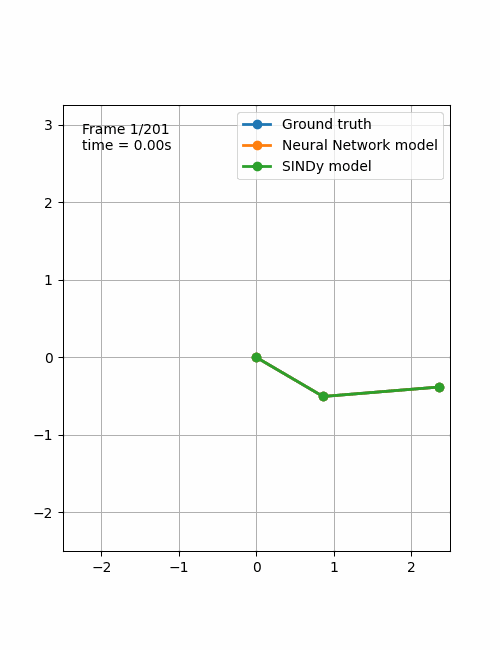 Frame 1/201
time = 0.00s
Ground truth
Neural Network model
SINDy model
3
2
1
0
−1
−2
−2
−1
0
1
2